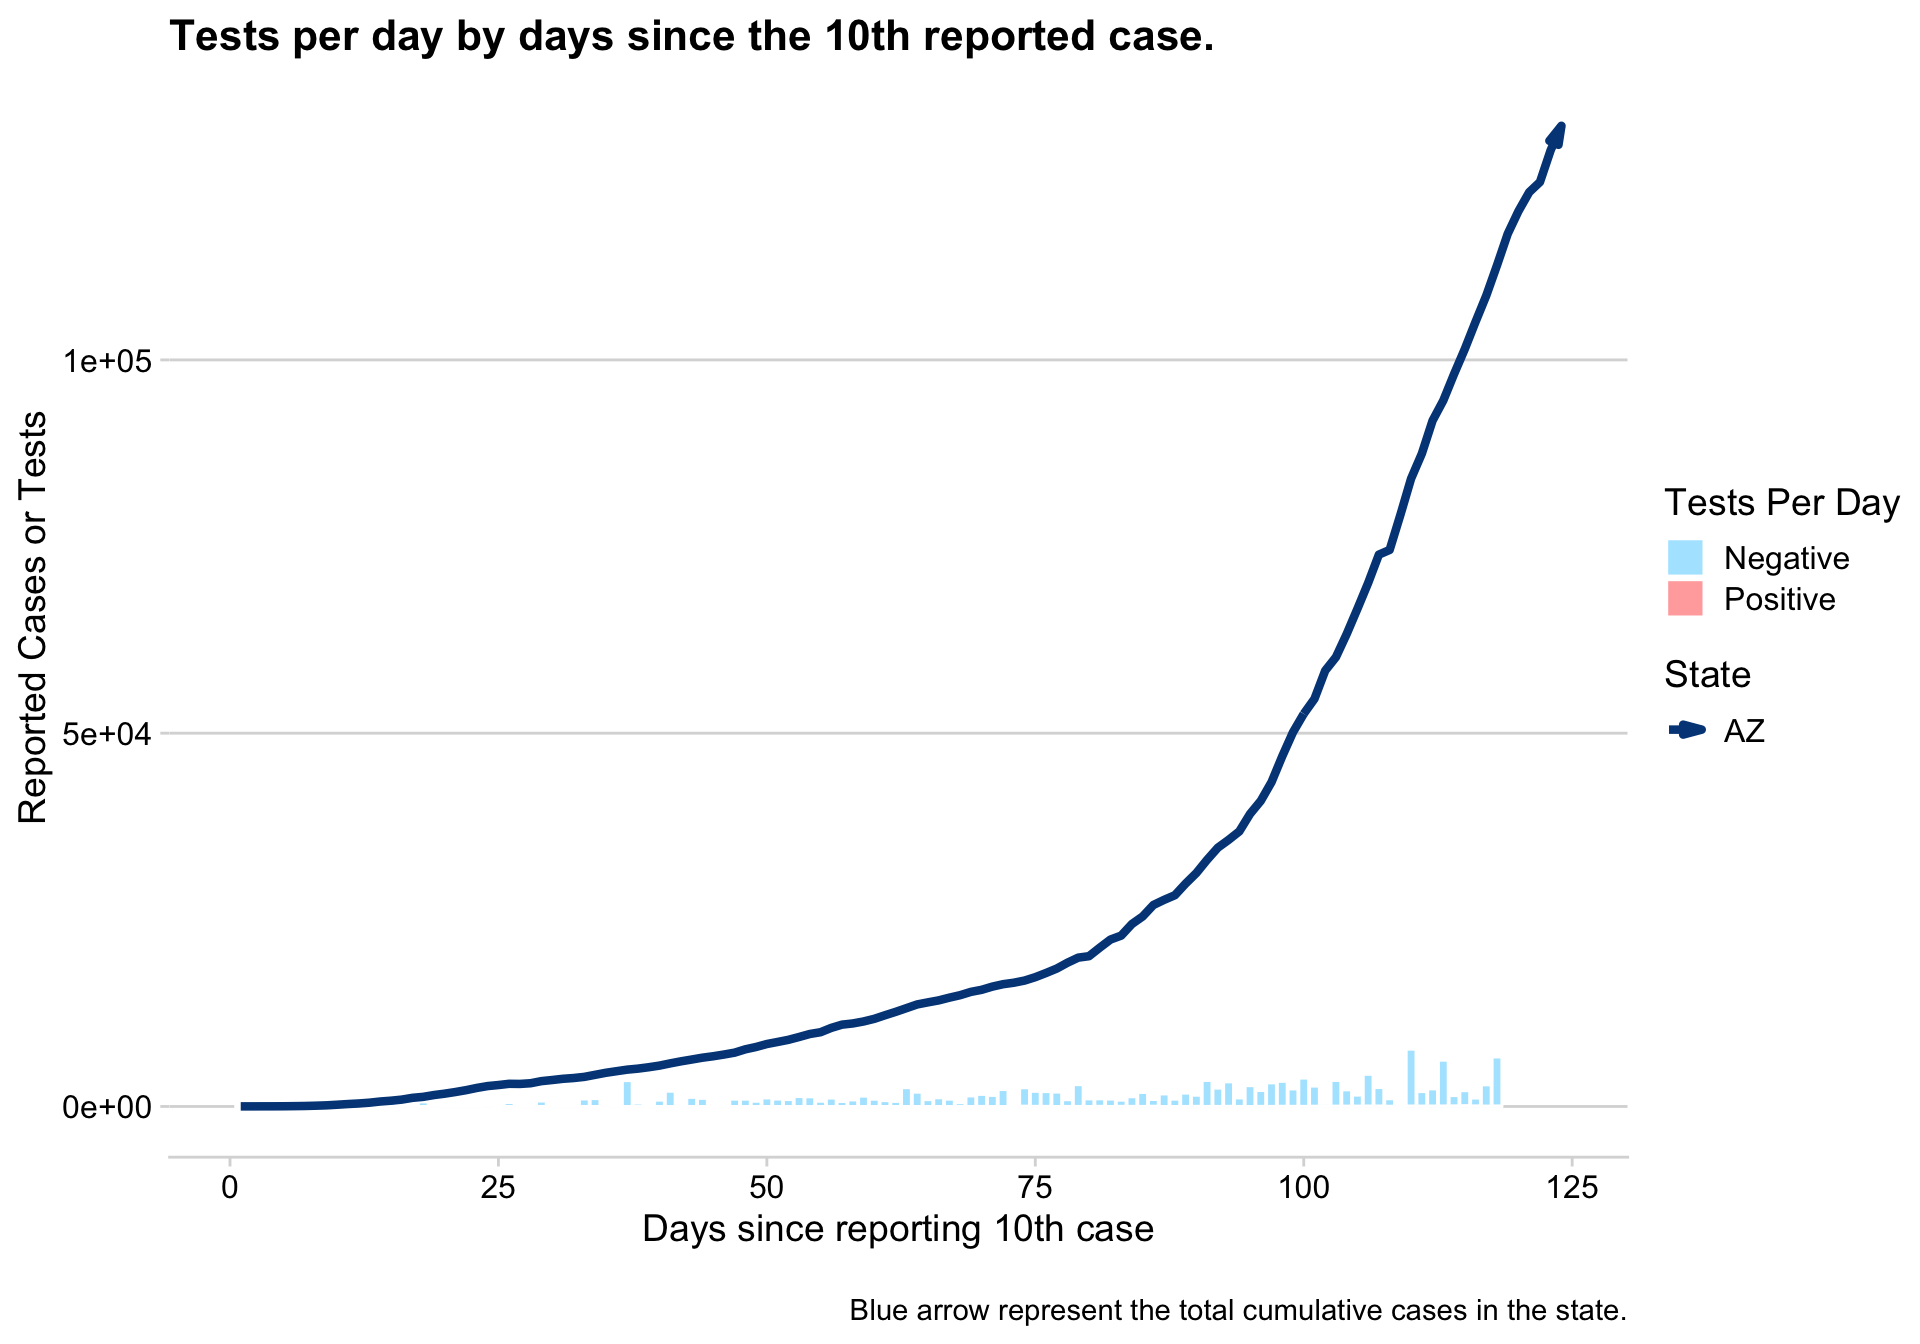 Tests per day by days since the 10th reported case.
Reported Cases or Tests
1e+05
5e+04
0e+00
0 25 50 75 100 125
Days since reporting 10th case
Tests Per Day
Negative
Positive
State
AZ
Blue arrow represent the total cumulative cases in the state.